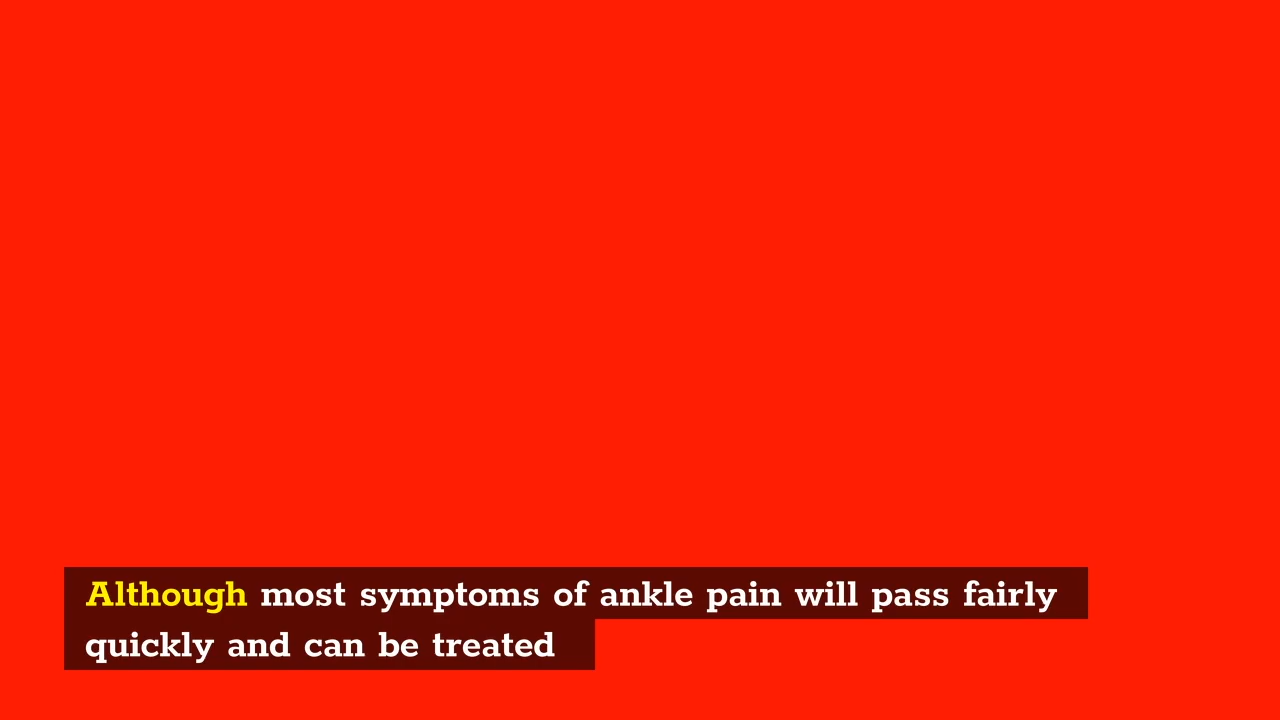 Although most symptoms of ankle pain will pass fairly
quickly and can be treated